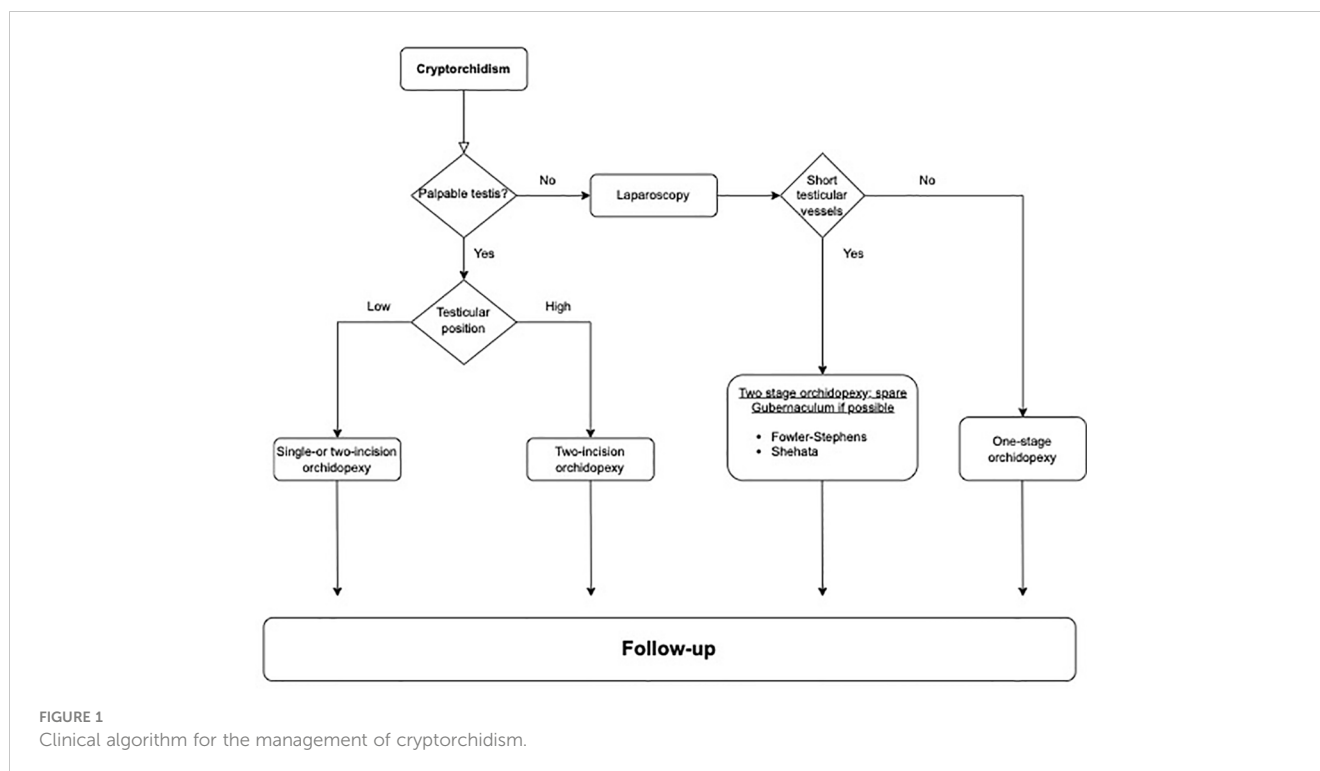 Cryptorchidism
Palpable testis?
No
Laparoscopy
Short
testicular
vessels
No
Yes
Yes
Low
Testicular
position
High
Two stage orchidopexy; spare
Gubernaculum if possible
• Fowler-Stephens
• Shehata
Single-or two-incision
orchidopexy
Two-incision
orchidopexy
One-stage
orchidopexy
Follow-up
FIGURE 1
Clinical algorithm for the management of cryptorchidism.